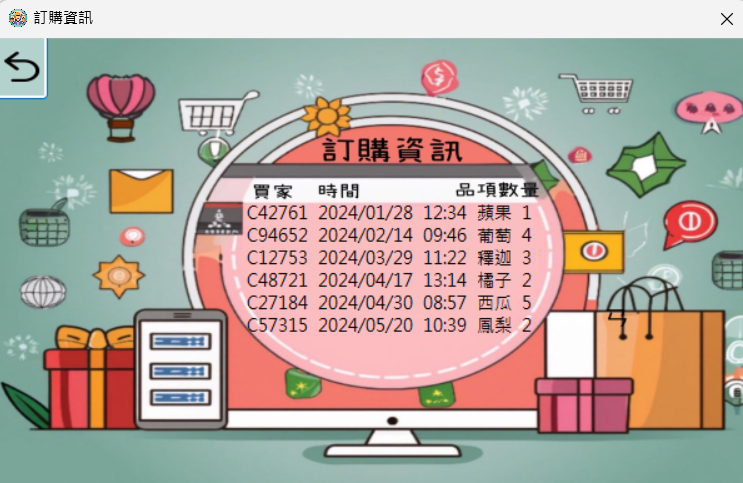 訂購資訊
訂購資訊
買家 時間 品項數量
C42761 2024/01/28 12:34 蘋果 1
C94652 2024/02/14 09:46 葡萄 4
C12753 2024/03/29 11:22 釋迦 3
C48721 2024/04/17 13:14 橘子 2
C27184 2024/04/30 08:57 西瓜 5
C57315 2024/05/20 10:39 鳳梨 2